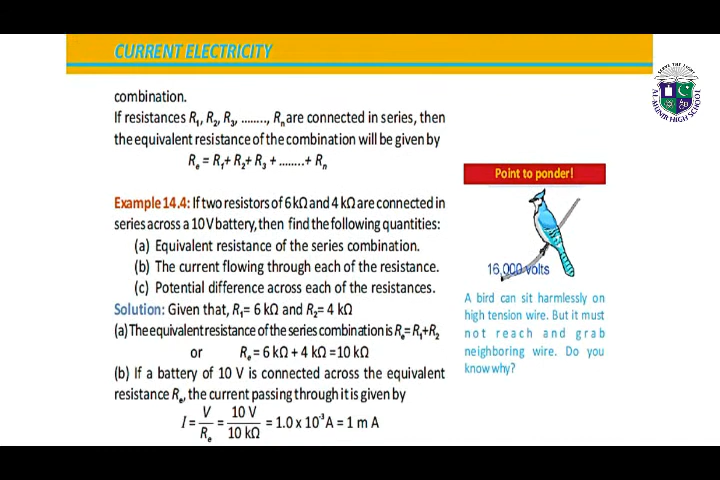 CURRENT ELECTRICITY
combination.
If resistances R1, R2, R3, ........, Rn are connected in series, then
the equivalent resistance of the combination will be given by
Re = R1+ R2+ R3 + ........+ Rn
Example 14.4: If two resistors of 6 kΩ and 4 kΩ are connected in
series across a 10 V battery, then find the following quantities:
(a) Equivalent resistance of the series combination.
(b) The current flowing through each of the resistance.
(c) Potential difference across each of the resistances.
Solution: Given that, R1= 6 kΩ and R2= 4 kΩ
(a) The equivalent resistance of the series combination is Re= R1+R2
or Re = 6 kΩ + 4 kΩ =10 kΩ
(b) If a battery of 10 V is connected across the equivalent
resistance Re, the current passing through it is given by
I = V/Re = 10 V/10 kΩ = 1.0 x 10⁻³ A = 1 m A
Point to ponder!
16,000 volts
A bird can sit harmlessly on
high tension wire. But it must
not reach and grab
neighboring wire. Do you
know why?
AL-MUNIR HIGH SCHOOL